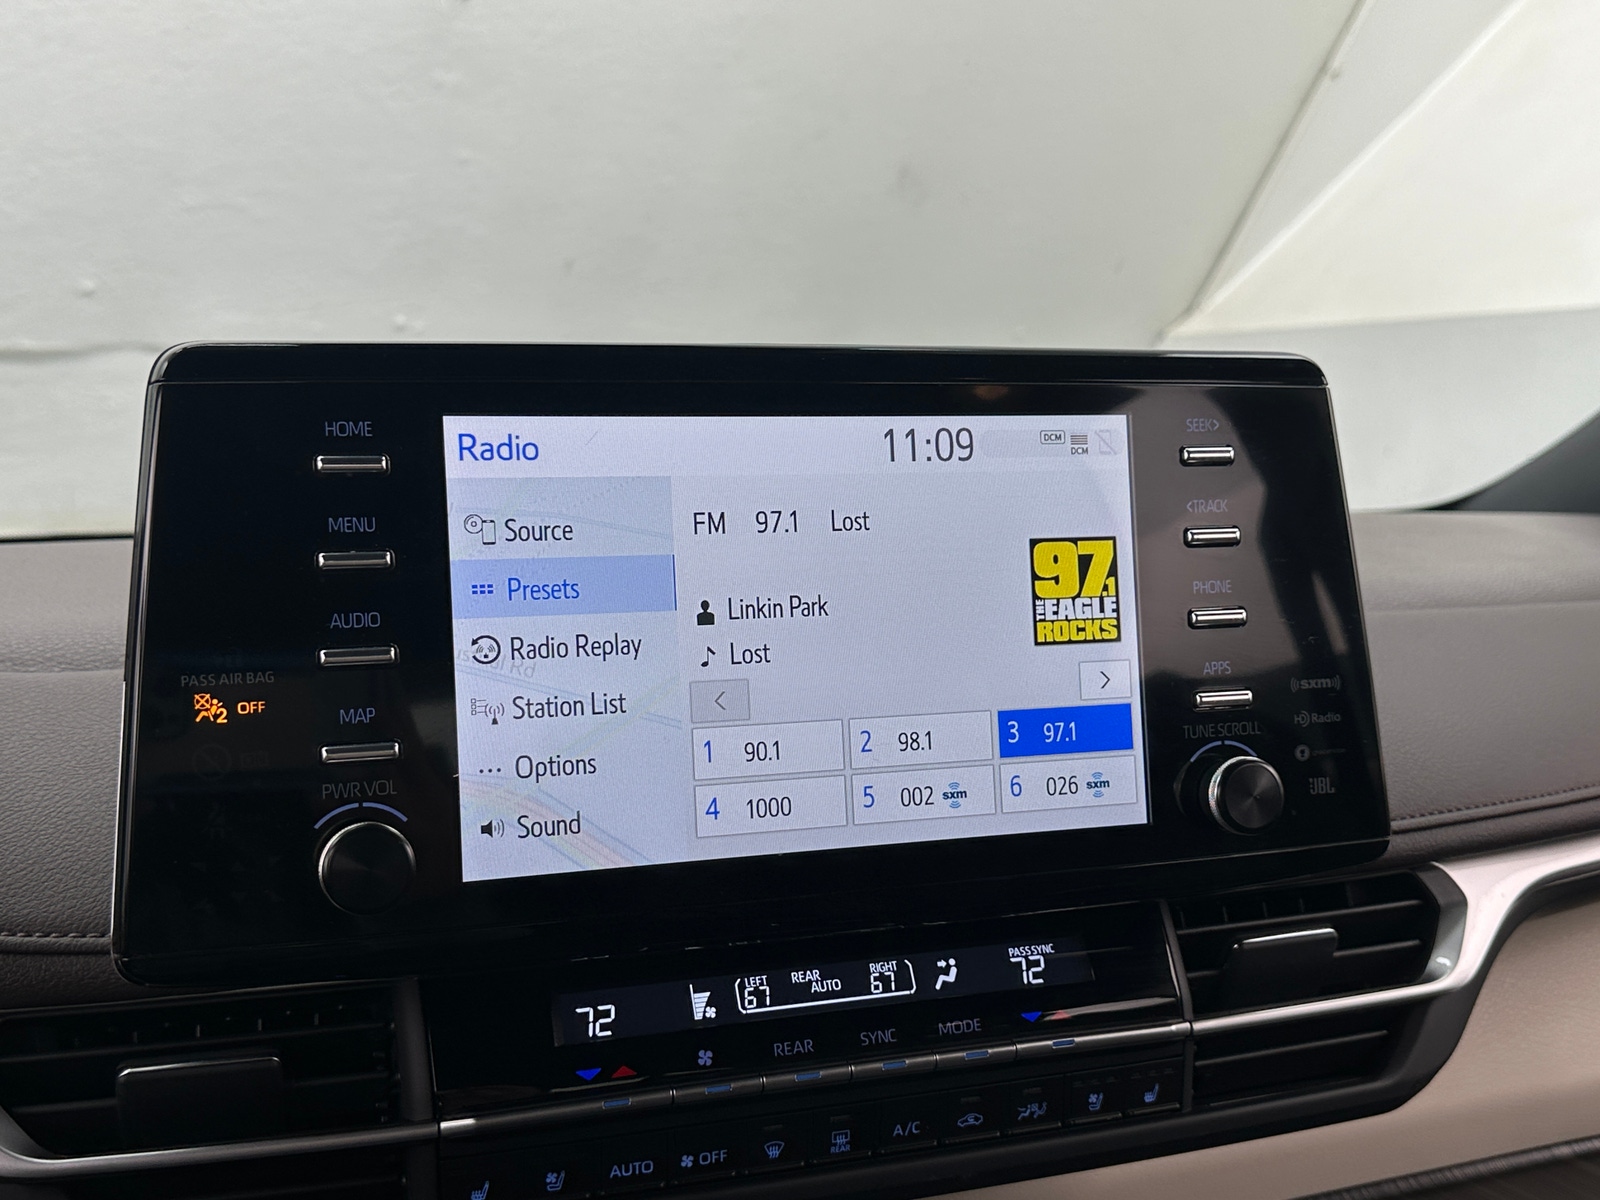 HOME
MENU
AUDIO
MAP
PWR VOL
PASS AIR BAG
2 OFF
Radio
11:09
DCM
DCM
Source
Presets
Radio Replay
Station List
Options
Sound
FM 97.1 Lost
Linkin Park
Lost
97.1
THE EAGLE
ROCKS
<
>
1 90.1
2 98.1
3 97.1
4 1000
5 002 sxm
6 026 sxm
SEEK>
<TRACK
PHONE
APPS
TUNE SCROLL
((sxm))
HD Radio
JBL
72
LEFT
67
REAR
AUTO
RIGHT
67
PASS SYNC
72
REAR
SYNC
MODE
AUTO
OFF
REAR
A/C